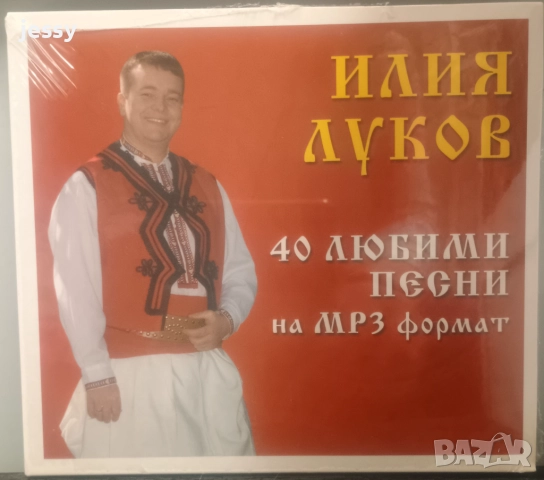 jessy
ИЛИЯ
ЛУКОВ
40 ЛЮБИМИ
ПЕСНИ
на MP3 формат
BAZAR